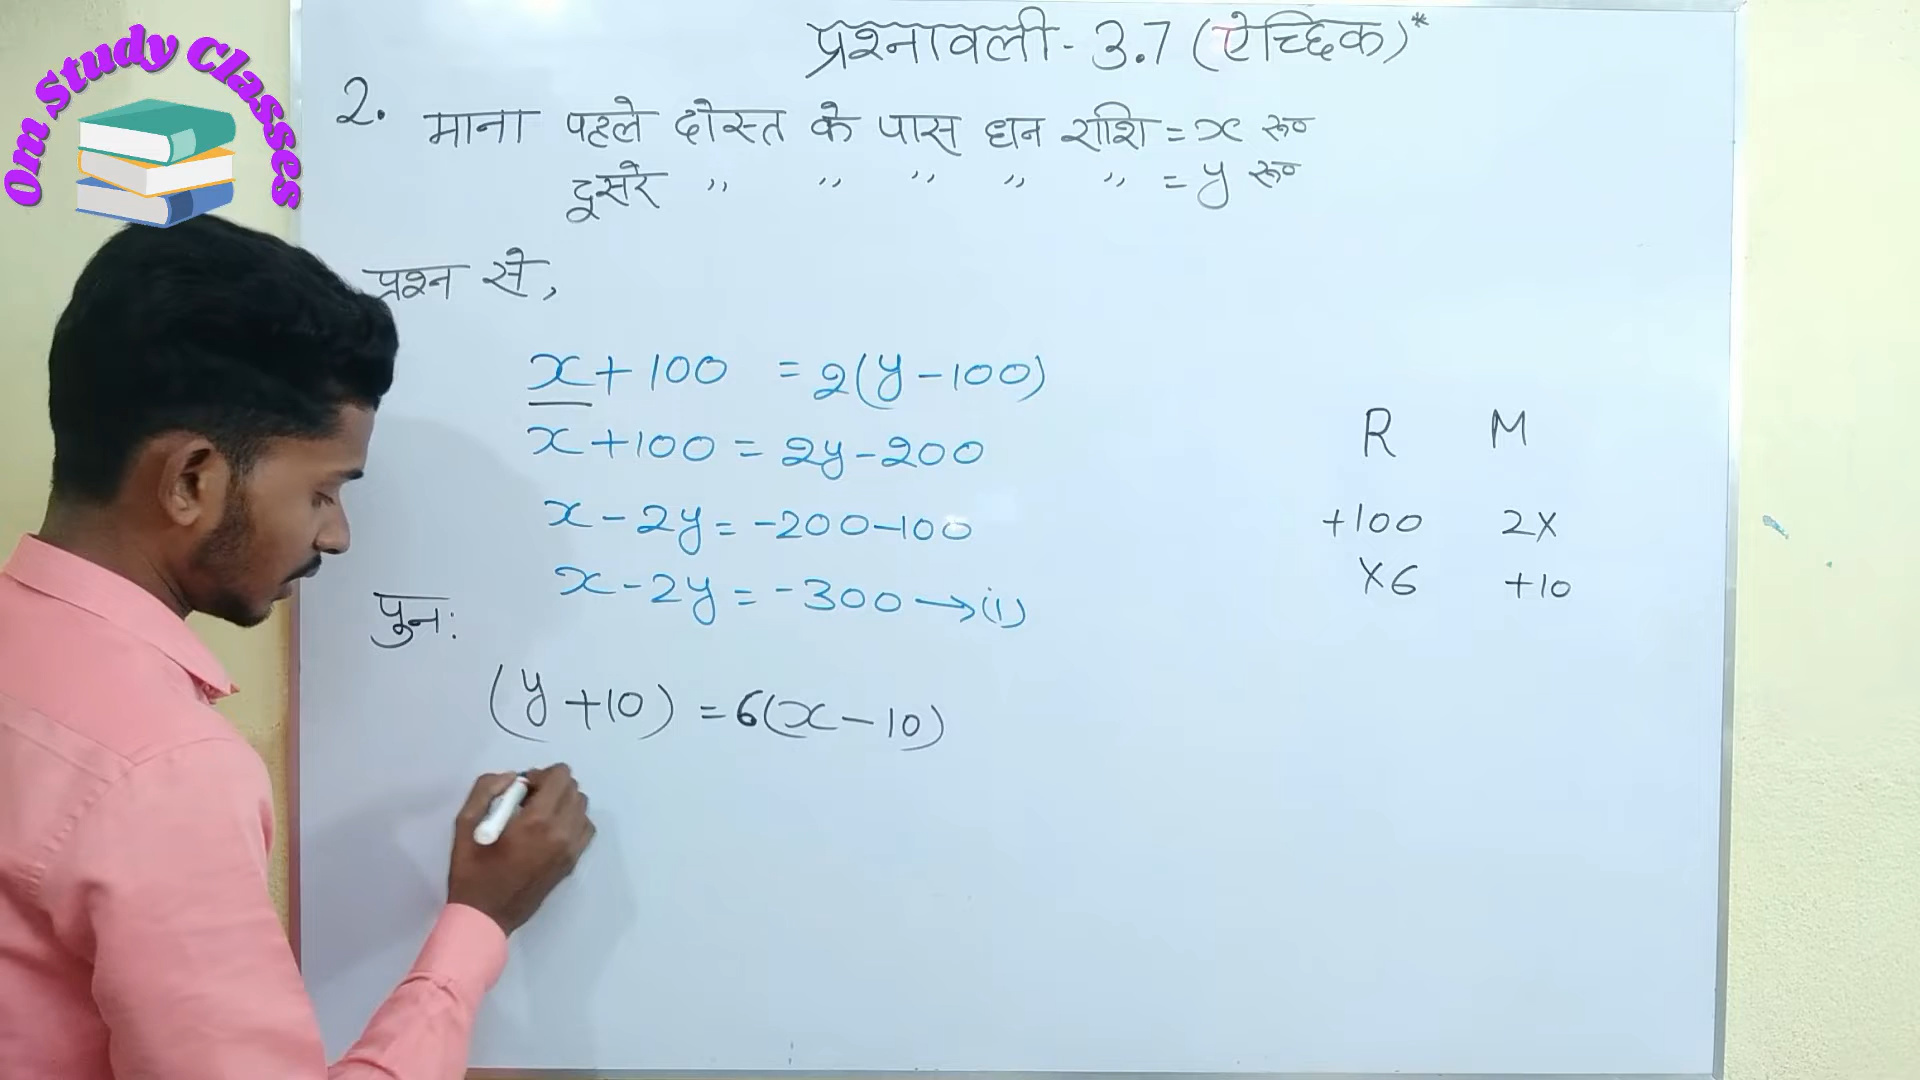 Om Study Classes
प्रश्नावली - 3.7 (ऐच्छिक)*
2. माना पहले दोस्त के पास धन राशि = x रू०
दूसरे ,, ,, ,, ,, ,, = y रू०
प्रश्न से,
x + 100 = 2(y - 100)
x + 100 = 2y - 200
x - 2y = -200 - 100
x - 2y = -300 → (i)
पुनः
(y + 10) = 6(x - 10)
R M
+100 2x
x6 +10